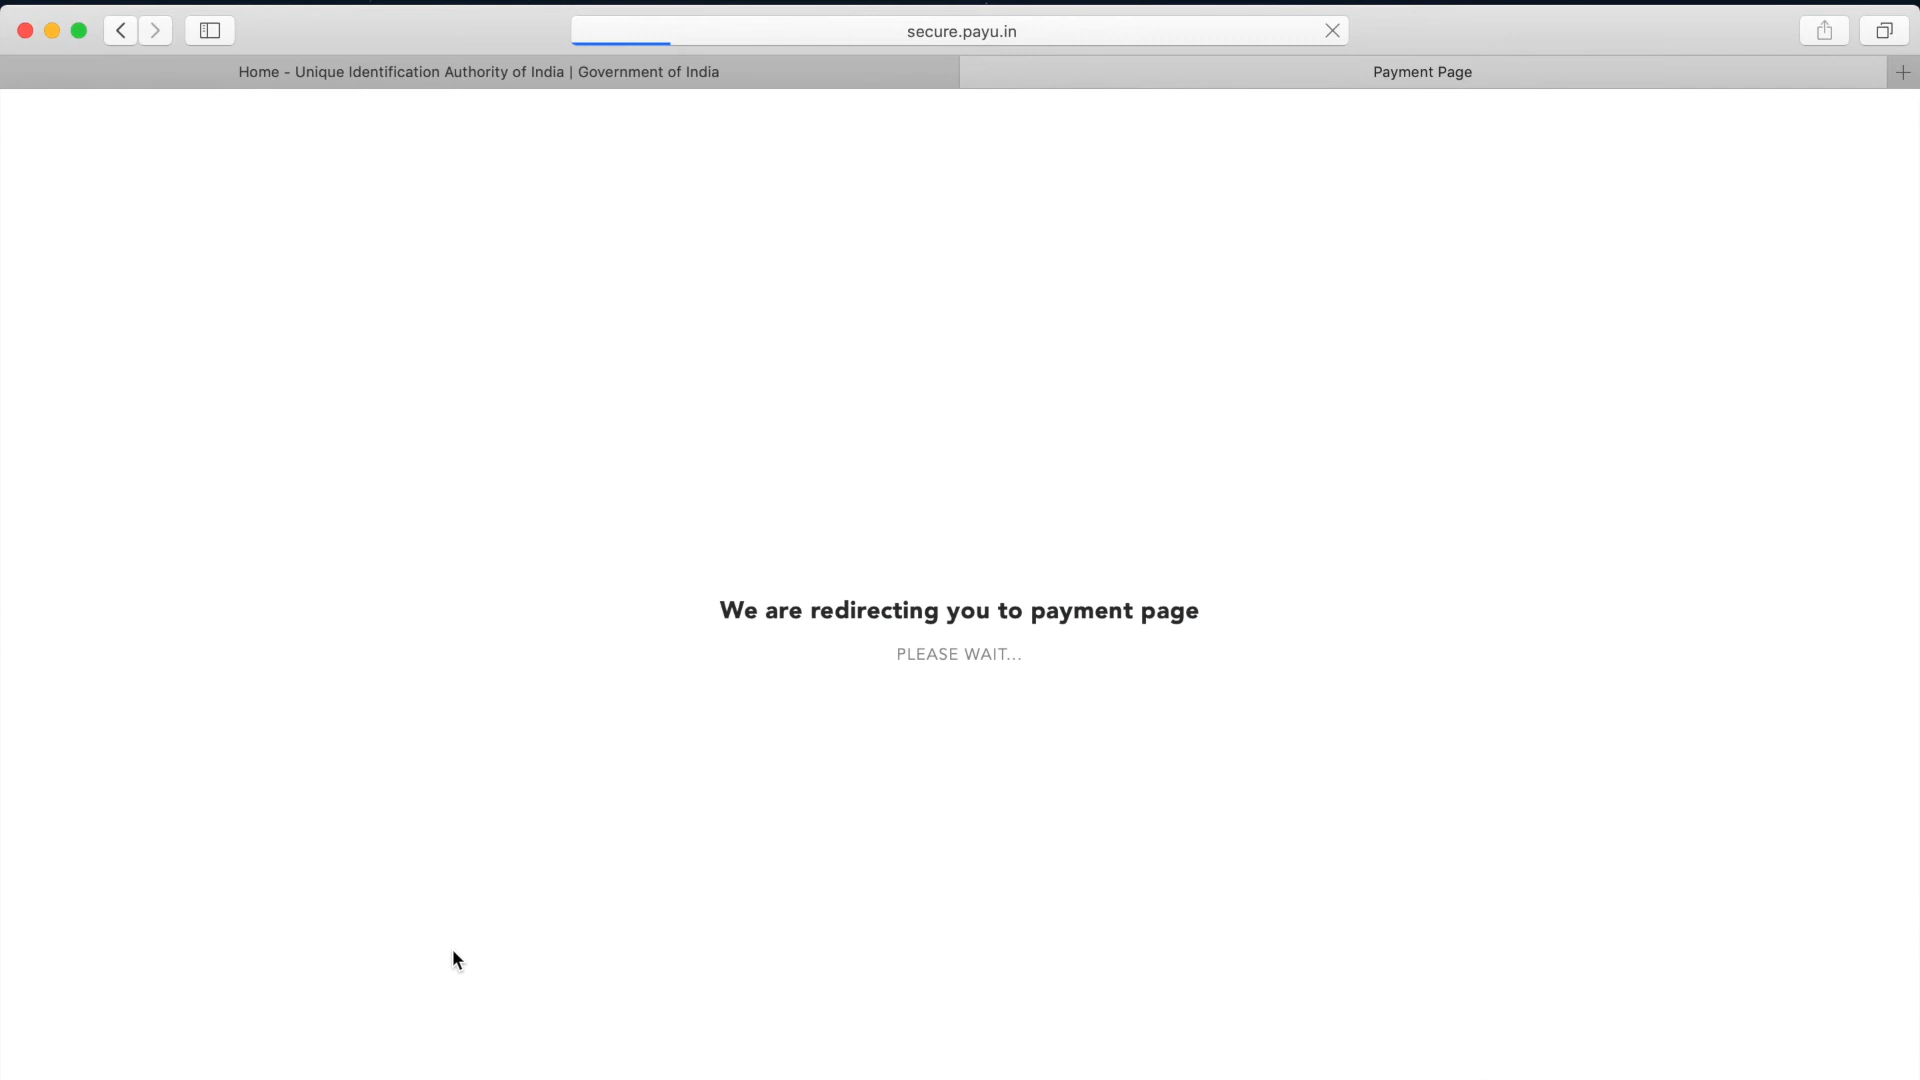 secure.payu.in
Home - Unique Identification Authority of India | Government of India
Payment Page
We are redirecting you to payment page
PLEASE WAIT...